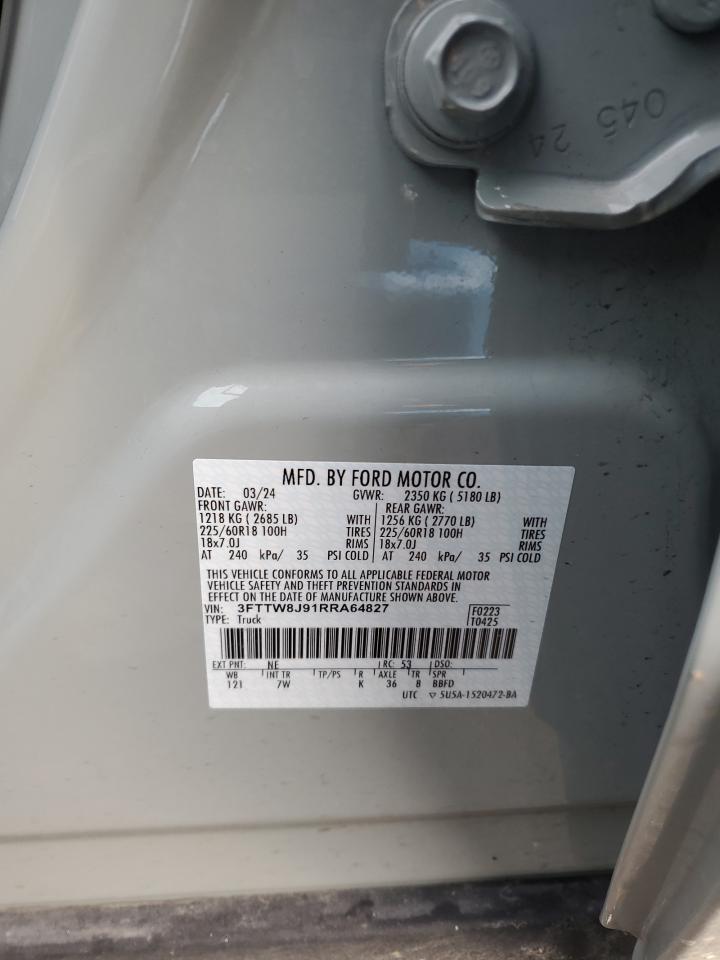 045 24
MFD. BY FORD MOTOR CO.
DATE: 03/24 GVWR: 2350 KG ( 5180 LB)
FRONT GAWR: REAR GAWR:
1218 KG ( 2685 LB) WITH 1256 KG ( 2770 LB) WITH
225/60R18 100H TIRES 225/60R18 100H TIRES
18x7.0J RIMS 18x7.0J RIMS
AT 240 kPa/ 35 PSI COLD AT 240 kPa/ 35 PSI COLD
THIS VEHICLE CONFORMS TO ALL APPLICABLE FEDERAL MOTOR
VEHICLE SAFETY AND THEFT PREVENTION STANDARDS IN
EFFECT ON THE DATE OF MANUFACTURE SHOWN ABOVE.
VIN: 3FTTW8J91RRA64827 F0223
TYPE: Truck T0425
EXT PNT: NE RC: 53 DSO:
WB INT TR TP/PS R AXLE TR SPR
121 7W K 36 8 BBFD
UTC ▽ 5U5A-1520472-BA